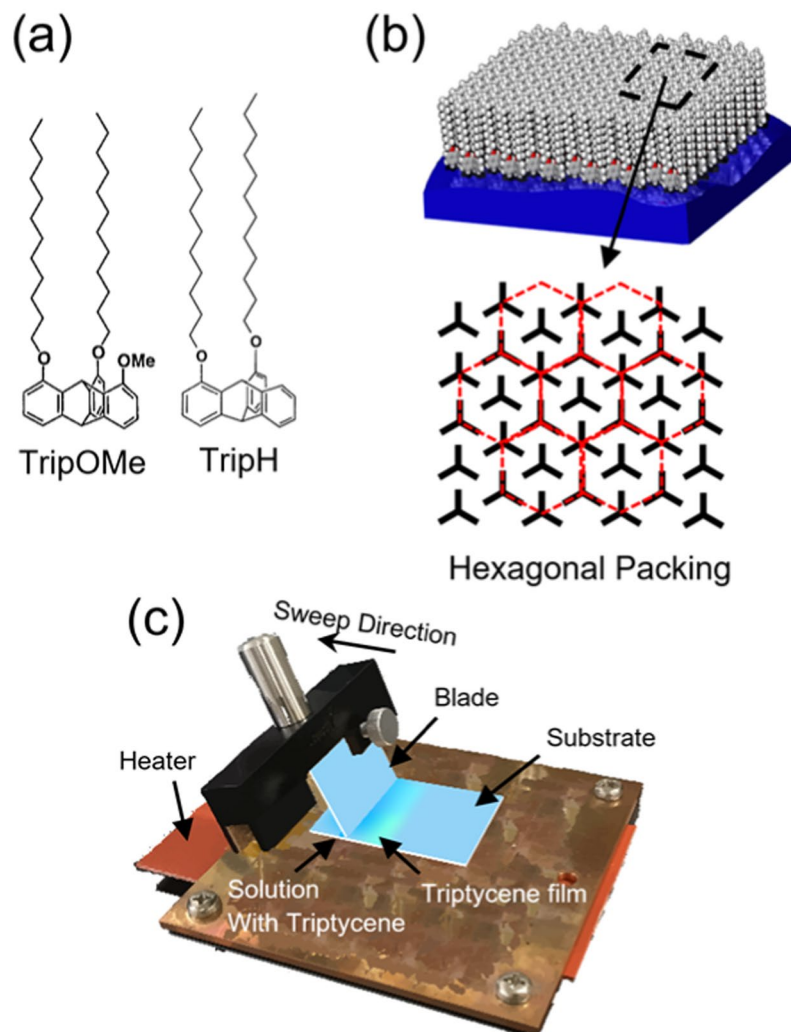 (a)
(b)
O
O
OMe
O
O
TripOMe
TripH
Hexagonal Packing
(c)
Sweep Direction
Blade
Substrate
Heater
Solution
With Triptycene
Triptycene film